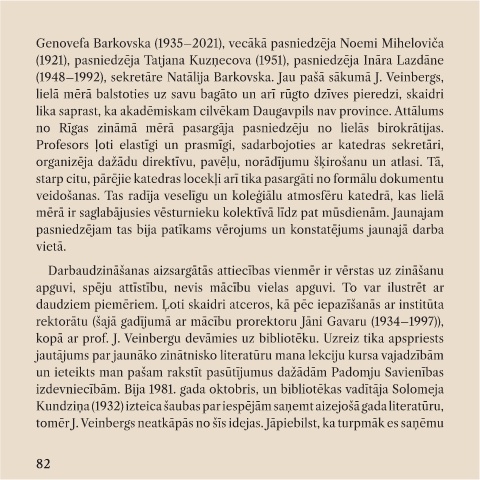 Genovefa Barkovska (1935–2021), vecākā pasniedzēja Noemi Miheloviča
(1921), pasniedzēja Tatjana Kuzņecova (1951), pasniedzēja Ināra Lazdāne
(1948–1992), sekretāre Natālija Barkovska. Jau pašā sākumā J. Veinbergs,
lielā mērā balstoties uz savu bagāto un arī rūgto dzīves pieredzi, skaidri
lika saprast, ka akadēmiskam cilvēkam Daugavpils nav province. Attālums
no Rīgas zināmā mērā pasargāja pasniedzēju no lielās birokrātijas.
Profesors ļoti elastīgi un prasmīgi, sadarbojoties ar katedras sekretāri,
organizēja dažādu direktīvu, pavēļu, norādījumu šķirošanu un atlasi. Tā,
starp citu, pārējie katedras locekļi arī tika pasargāti no formālu dokumentu
veidošanas. Tas radīja veselīgu un koleģiālu atmosfēru katedrā, kas lielā
mērā ir saglabājusies vēsturnieku kolektīvā līdz pat mūsdienām. Jaunajam
pasniedzējam tas bija patīkams vērojums un konstatējums jaunajā darba
vietā.
Darbaudzināšanas aizsargātās attiecības vienmēr ir vērstas uz zināšanu
apguvi, spēju attīstību, nevis mācību vielas apguvi. To var ilustrēt ar
daudziem piemēriem. Ļoti skaidri atceros, kā pēc iepazīšanās ar institūta
rektorātu (šajā gadījumā ar mācību prorektoru Jāni Gavaru (1934–1997)),
kopā ar prof. J. Veinbergu devāmies uz bibliotēku. Uzreiz tika apspriests
jautājums par jaunāko zinātnisko literatūru mana lekciju kursa vajadzībām
un ieteikts man pašam rakstīt pasūtījumus dažādām Padomju Savienības
izdevniecībām. Bija 1981. gada oktobris, un bibliotēkas vadītāja Solomeja
Kundziņa (1932) izteica šaubas par iespējām saņemt aizejošā gada literatūru,
tomēr J. Veinbergs neatkāpās no šīs idejas. Jāpiebilst, ka turpmāk es saņēmu
82